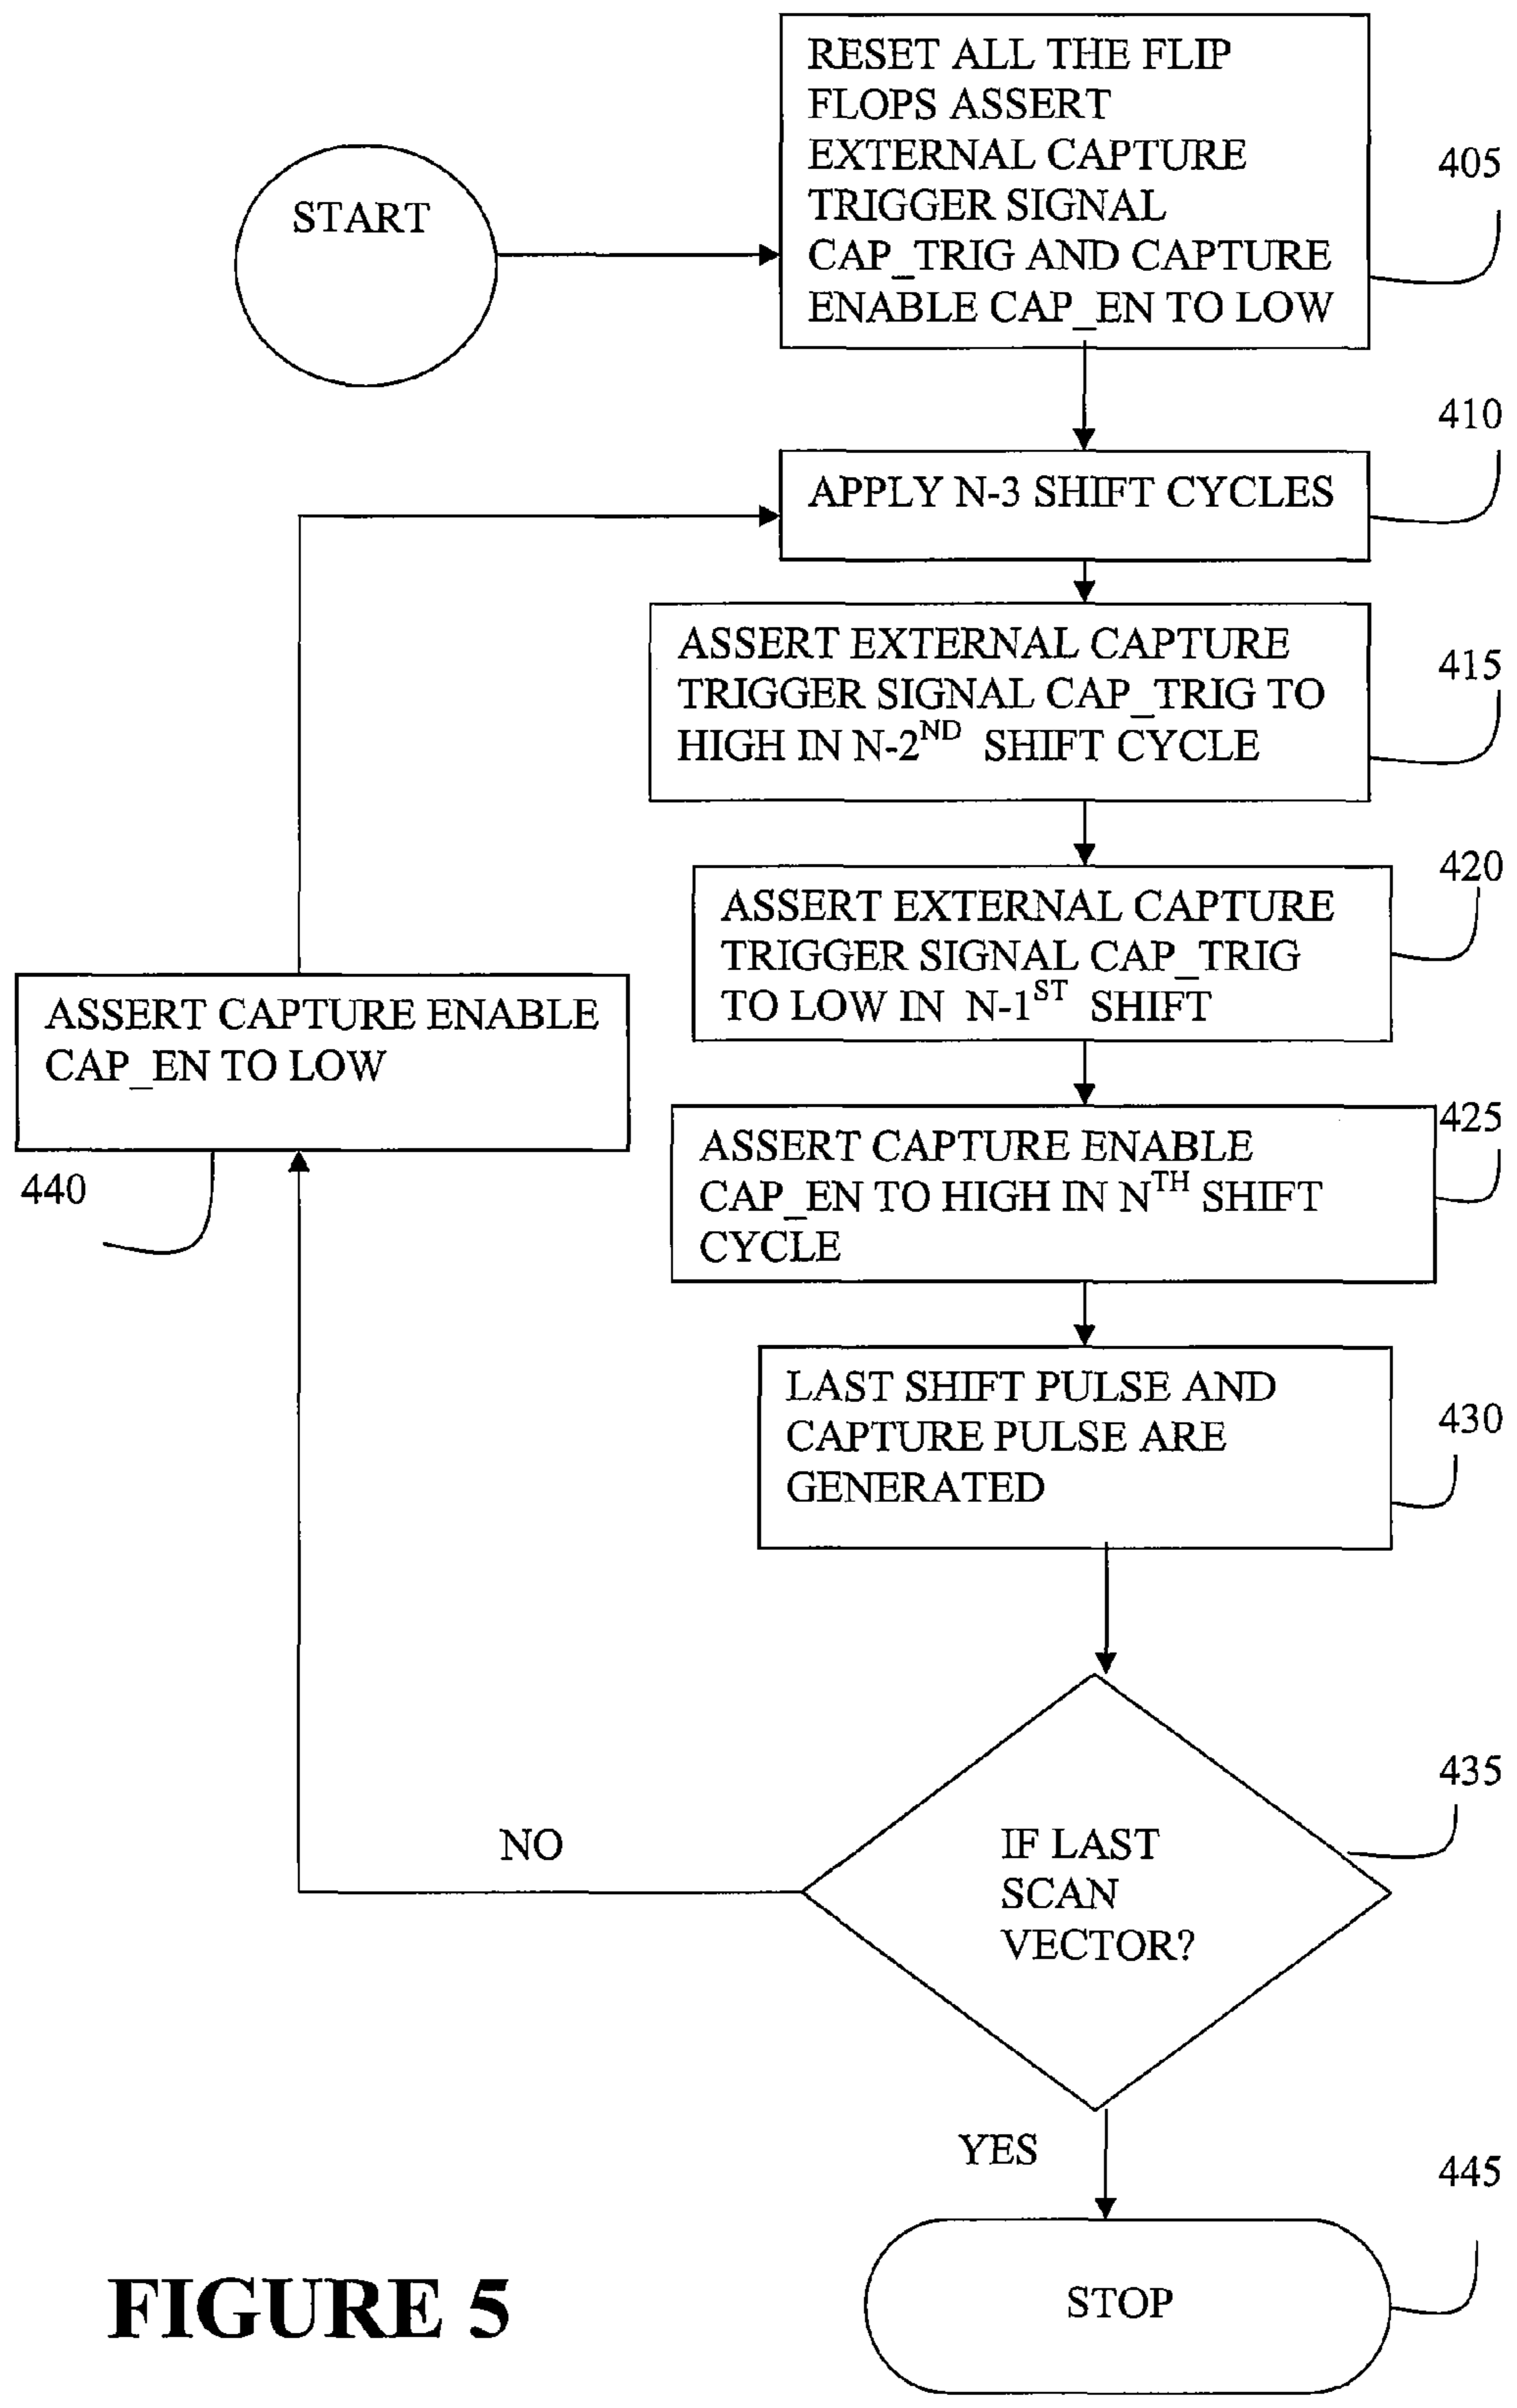 RESET ALL THE FLIP
FLOPS ASSERT
EXTERNAL CAPTURE
TRIGGER SIGNAL
CAP_TRIG AND CAPTURE
ENABLE CAP_EN TO LOW
405
START
410
APPLY N-3 SHIFT CYCLES
ASSERT EXTERNAL CAPTURE
TRIGGER SIGNAL CAP_TRIG TO
HIGH IN N-2ND SHIFT CYCLE
415
420
ASSERT EXTERNAL CAPTURE
TRIGGER SIGNAL CAP_TRIG
TO LOW IN N-1ST SHIFT
ASSERT CAPTURE ENABLE
CAP_EN TO LOW
440
425
ASSERT CAPTURE ENABLE
CAP_EN TO HIGH IN NTH SHIFT
CYCLE
LAST SHIFT PULSE AND
CAPTURE PULSE ARE
GENERATED
430
435
NO
IF LAST
SCAN
VECTOR?
YES
445
STOP
FIGURE 5